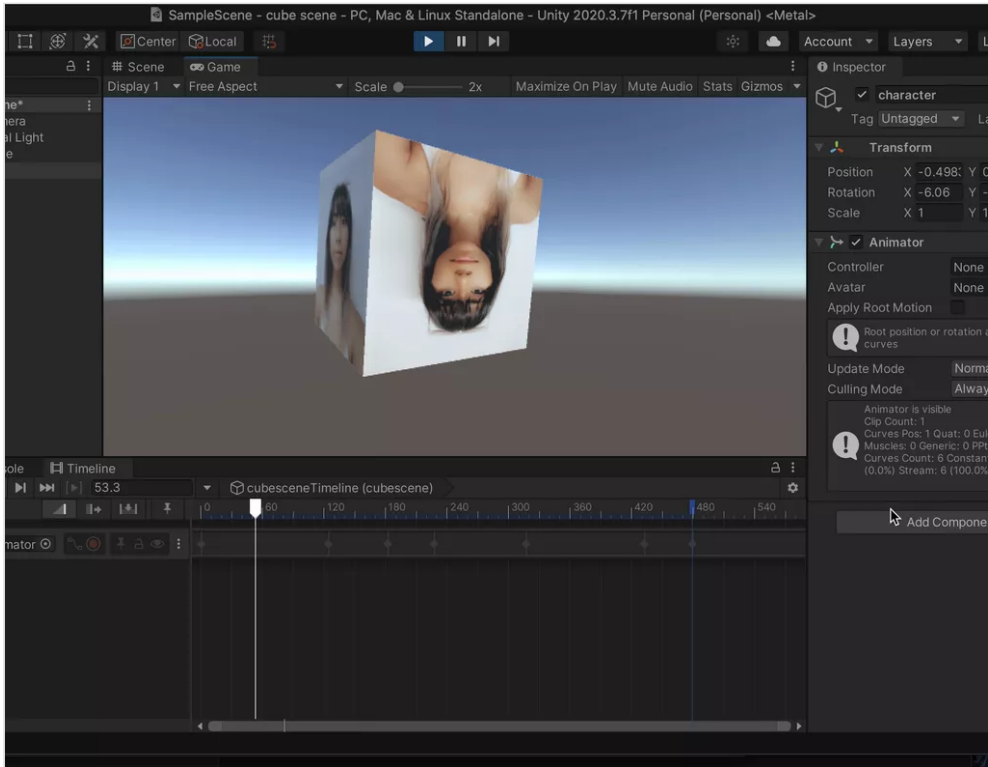 SampleScene - cube scene - PC, Mac & Linux Standalone - Unity 2020.3.7f1 Personal (Personal) <Metal>
Center Local Account Layers
Scene Game Inspector
Display 1 Free Aspect Scale 2x Maximize On Play Mute Audio Stats Gizmos
character
ne*
nera
al Light
e
Tag Untagged La
Transform
Position X -0.498 Y 0
Rotation X -6.06 Y -
Scale X 1 Y 1
Animator
Controller None
Avatar None
Apply Root Motion
Root position or rotation a
curves
Update Mode Norma
Culling Mode Alway
Animator is visible
Clip Count: 1
Curves Pos: 1 Quat: 0 Eul
Muscles: 0 Generic: 0 PPt
Curves Count: 6 Constan
(0.0%) Stream: 6 (100.0%
Add Compone
sole Timeline
53.3 cubesceneTimeline (cubescene)
0 60 120 180 240 300 360 420 480 540
mator